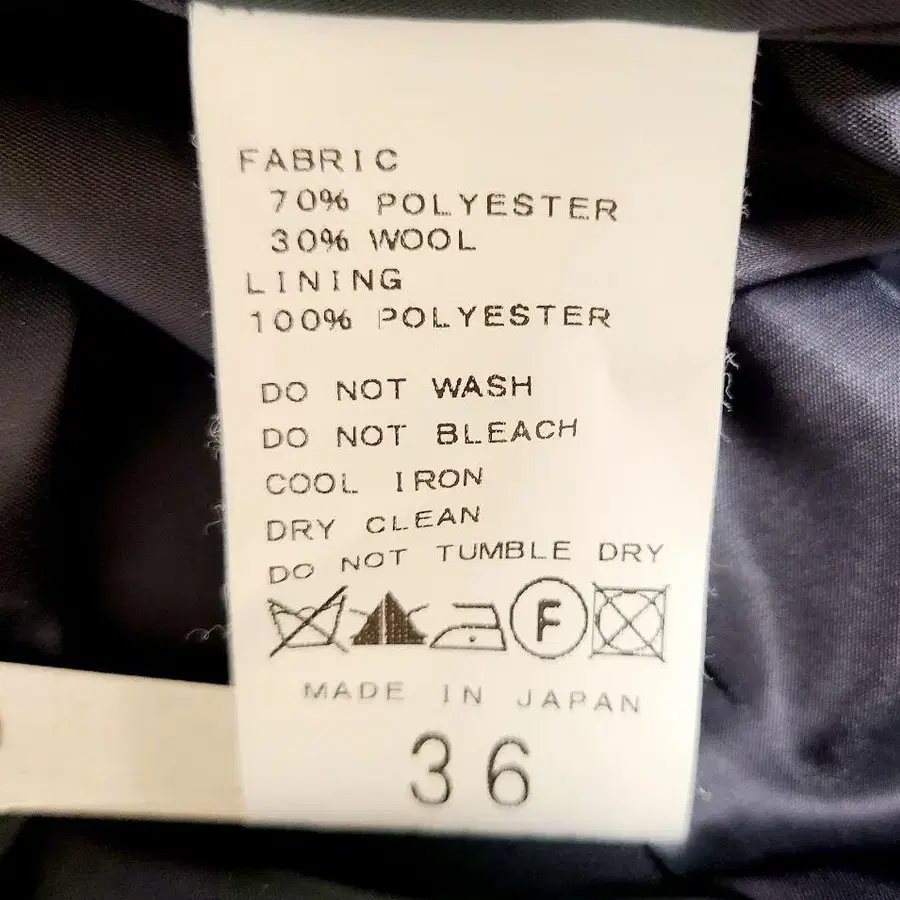 FABRIC
70% POLYESTER
30% WOOL
LINING
100% POLYESTER
DO NOT WASH
DO NOT BLEACH
COOL IRON
DRY CLEAN
DO NOT TUMBLE DRY
F
MADE IN JAPAN
36